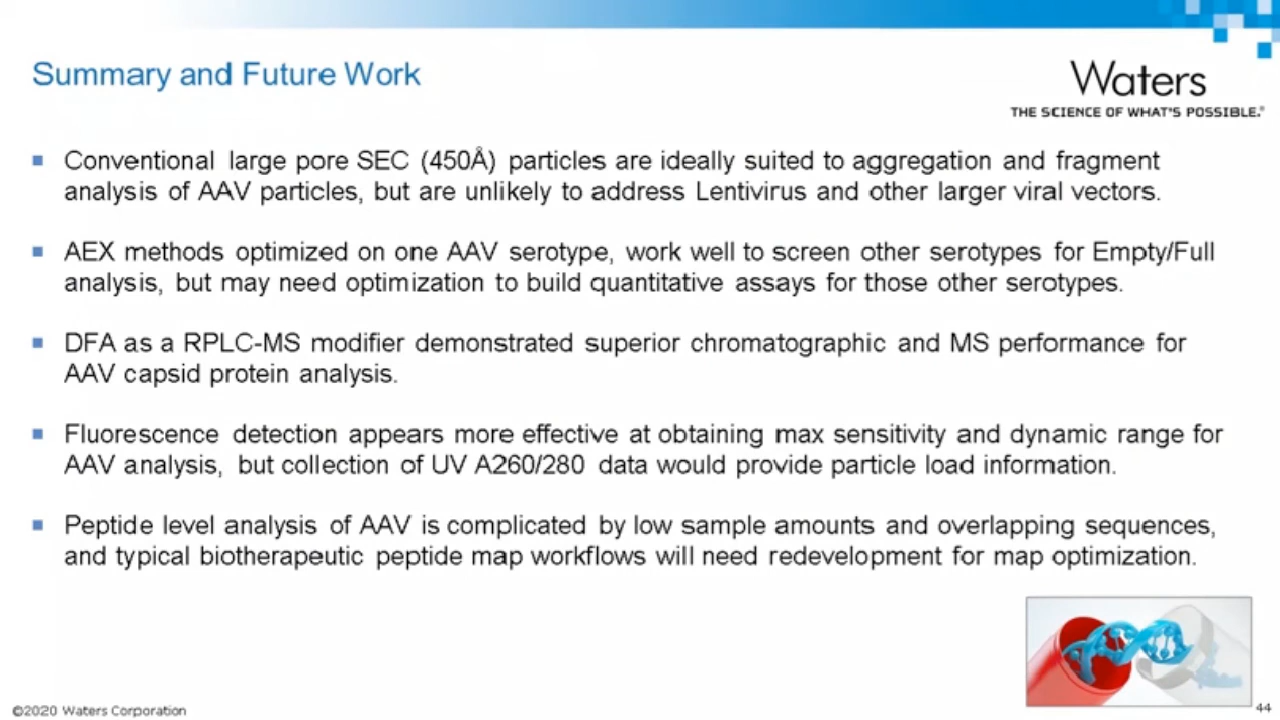 Summary and Future Work
Waters
THE SCIENCE OF WHAT'S POSSIBLE.®
Conventional large pore SEC (450Å) particles are ideally suited to aggregation and fragment
analysis of AAV particles, but are unlikely to address Lentivirus and other larger viral vectors.
AEX methods optimized on one AAV serotype, work well to screen other serotypes for Empty/Full
analysis, but may need optimization to build quantitative assays for those other serotypes.
DFA as a RPLC-MS modifier demonstrated superior chromatographic and MS performance for
AAV capsid protein analysis.
Fluorescence detection appears more effective at obtaining max sensitivity and dynamic range for
AAV analysis, but collection of UV A260/280 data would provide particle load information.
Peptide level analysis of AAV is complicated by low sample amounts and overlapping sequences,
and typical biotherapeutic peptide map workflows will need redevelopment for map optimization.
©2020 Waters Corporation
44